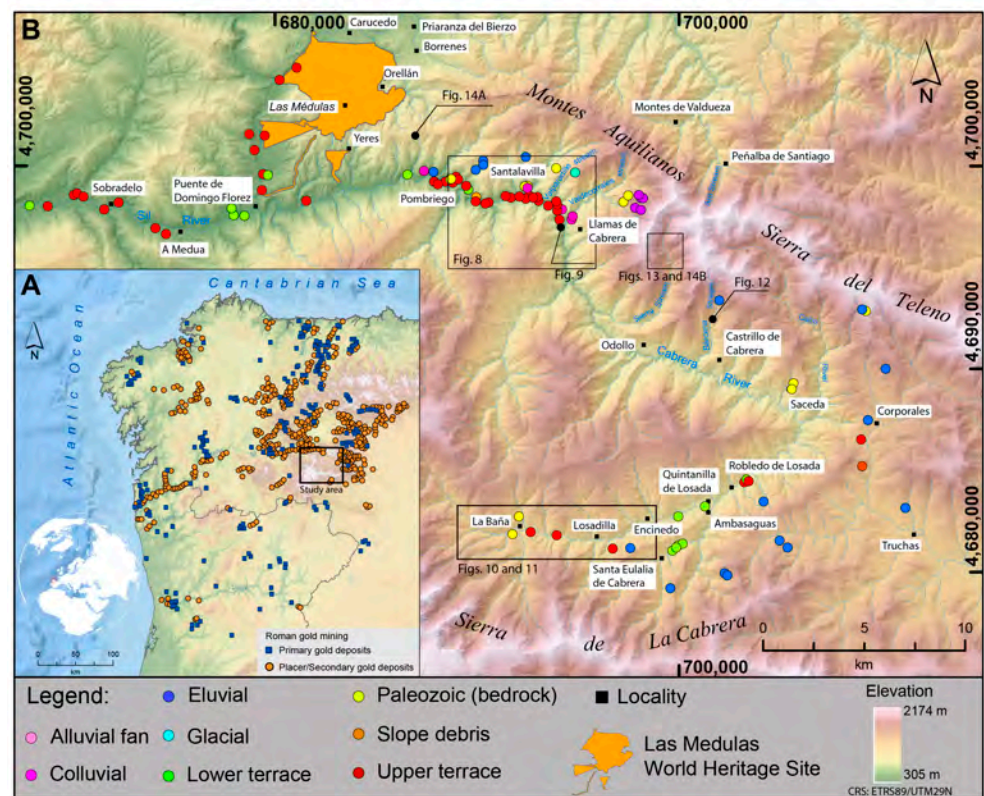 B
680,000
700,000
4,700,000
4,700,000
4,690,000
4,680,000
700,000
N
Carucedo
Priaranza del Bierzo
Borrenes
Orellán
Las Médulas
Yeres
Fig. 14A
Montes Aquilianos
Montes de Valdueza
Peñalba de Santiago
Sobradelo
Puente de
Domingo Florez
Sil River
A Medua
Pombriego
Santalavilla
Llamas de
Cabrera
Fig. 8
Fig. 9
Figs. 13 and 14B
Fig. 12
Sierra del Teleno
Odollo
Cabrera River
Castrillo de
Cabrera
Saceda
River
Corporales
Robledo de Losada
Quintanilla
de Losada
Ambasaguas
La Baña
Losadilla
Encinedo
Santa Eulalia
de Cabrera
Figs. 10 and 11
Truchas
Sierra de La Cabrera
0 5 10
km
A
N
Cantabrian Sea
Atlantic Ocean
Study area
Roman gold mining
Primary gold deposits
Placer/Secondary gold deposits
0 50 100
km
Legend:
Eluvial
Paleozoic (bedrock)
Locality
Alluvial fan
Glacial
Slope debris
Colluvial
Lower terrace
Upper terrace
Las Medulas
World Heritage Site
Elevation
2174 m
305 m
CRS: ETRS89/UTM29N